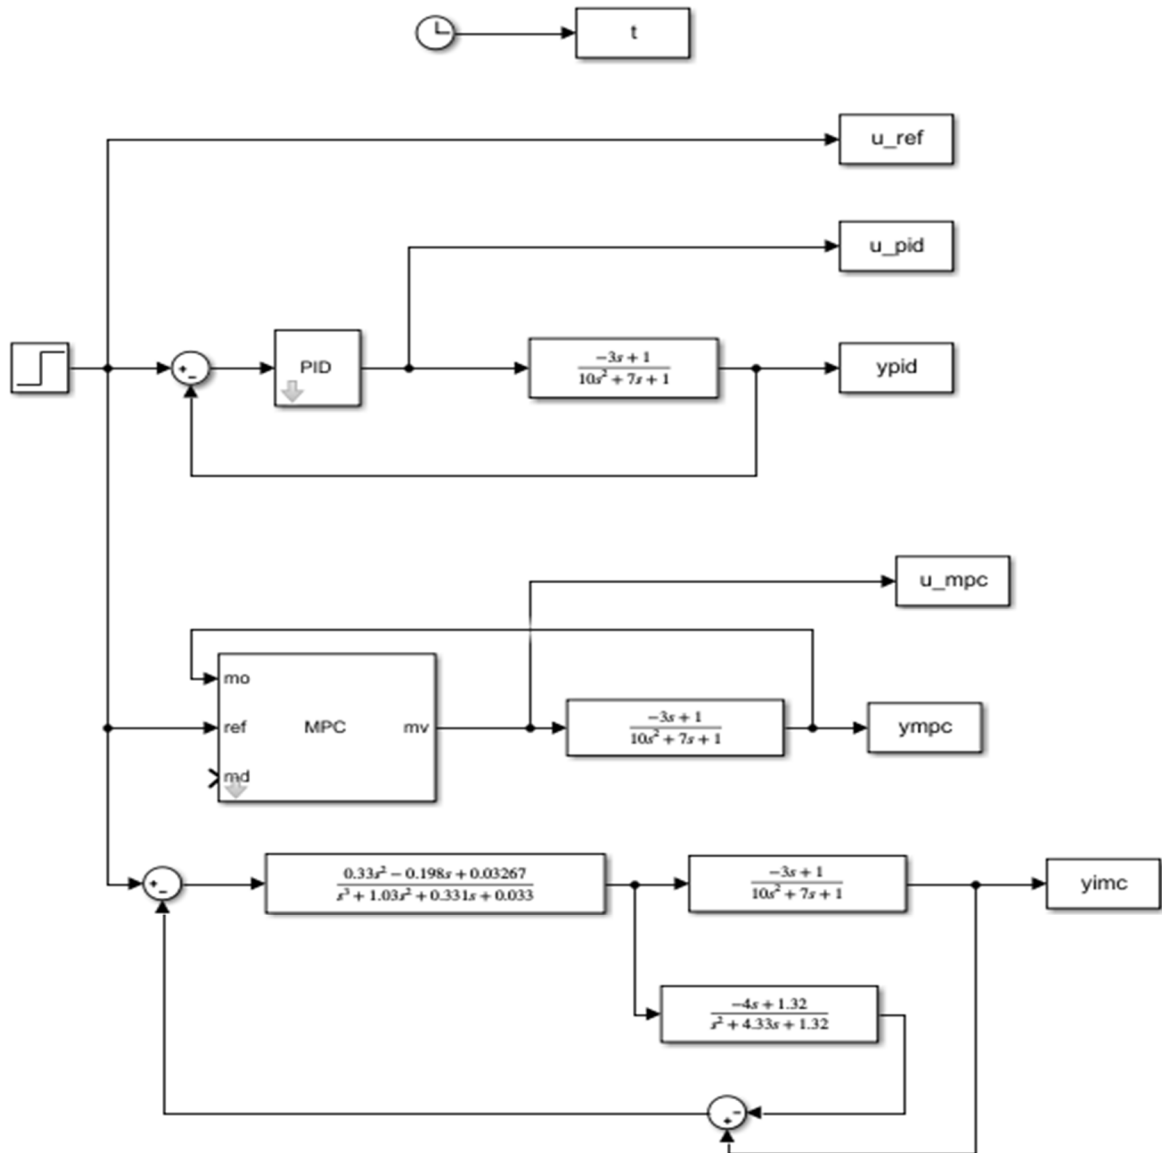 t
u_ref
u_pid
+
-
PID
-3s + 1
10s² + 7s + 1
ypid
u_mpc
mo
ref
MPC
mv
md
-3s + 1
10s² + 7s + 1
ympc
+
-
0.33s² - 0.198s + 0.03267
s³ + 1.03s² + 0.331s + 0.033
-3s + 1
10s² + 7s + 1
yimc
-4s + 1.32
s² + 4.33s + 1.32
-
+